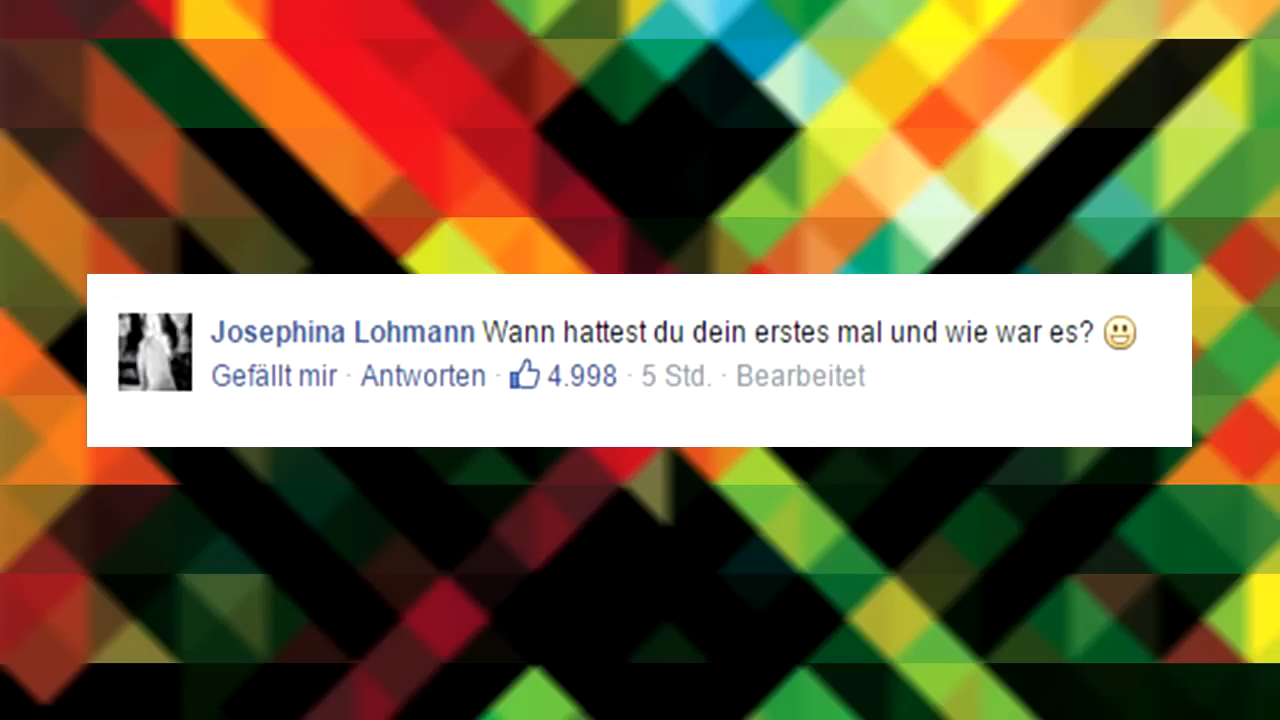 Josephina Lohmann Wann hattest du dein erstes mal und wie war es? 😀
Gefällt mir · Antworten · 4.998 · 5 Std. · Bearbeitet